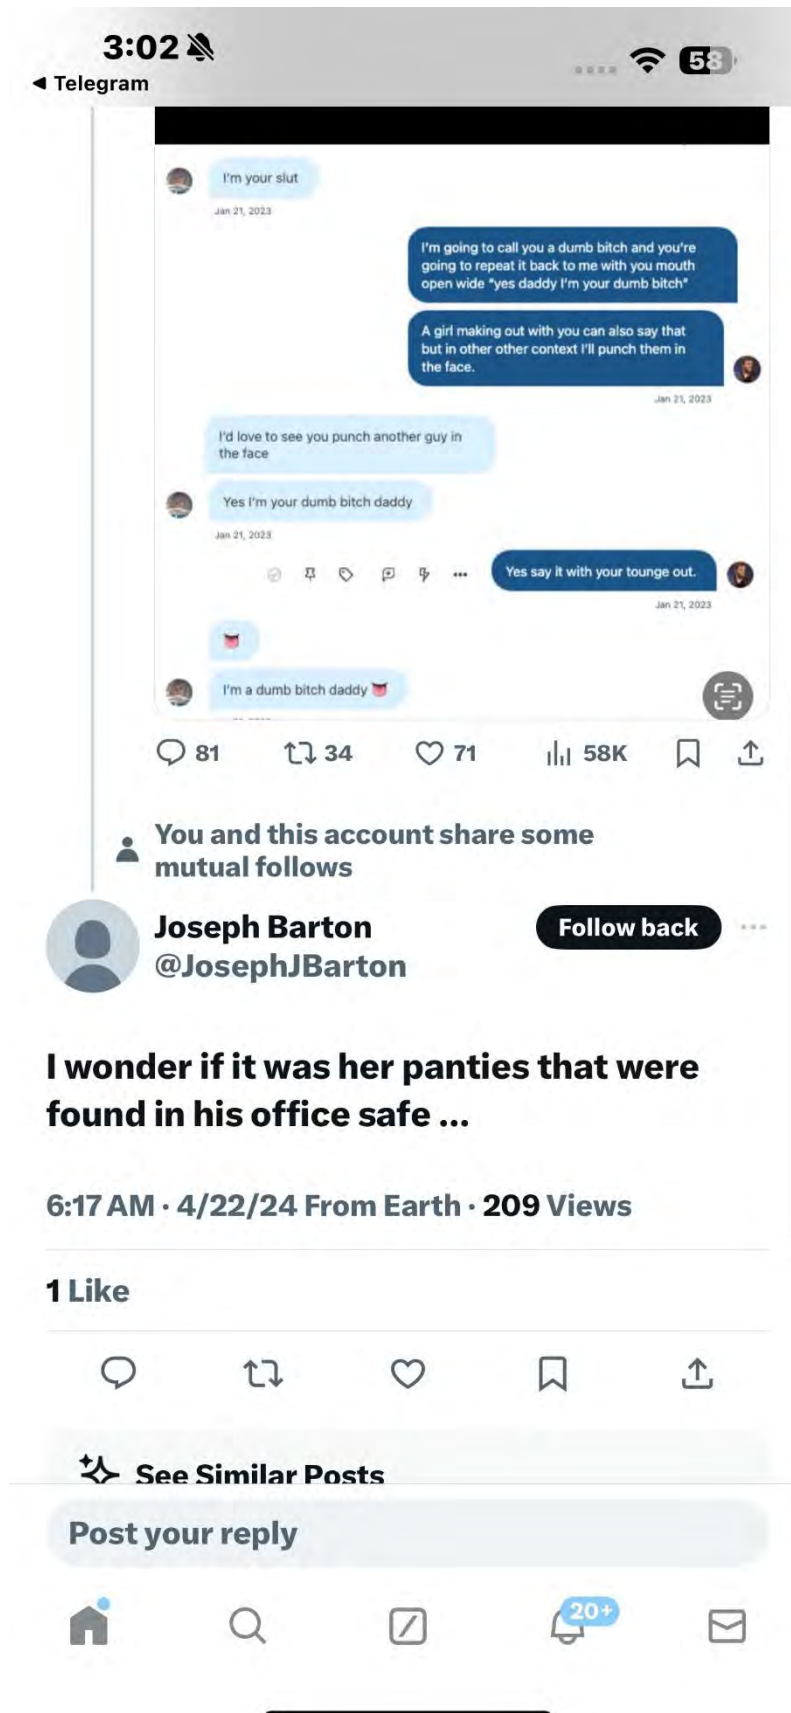 3:02
◀ Telegram
58
I'm your slut
Jan 21, 2023
I'm going to call you a dumb bitch and you're
going to repeat it back to me with you mouth
open wide "yes daddy I'm your dumb bitch"
A girl making out with you can also say that
but in other other context I'll punch them in
the face.
Jan 21, 2023
I'd love to see you punch another guy in
the face
Yes I'm your dumb bitch daddy
Jan 21, 2023
Yes say it with your tounge out.
Jan 21, 2023
👅
I'm a dumb bitch daddy 👅
81
34
71
58K
You and this account share some
mutual follows
Joseph Barton
Follow back
@JosephJBarton
I wonder if it was her panties that were
found in his office safe ...
6:17 AM · 4/22/24 From Earth · 209 Views
1 Like
See Similar Posts
Post your reply
20+